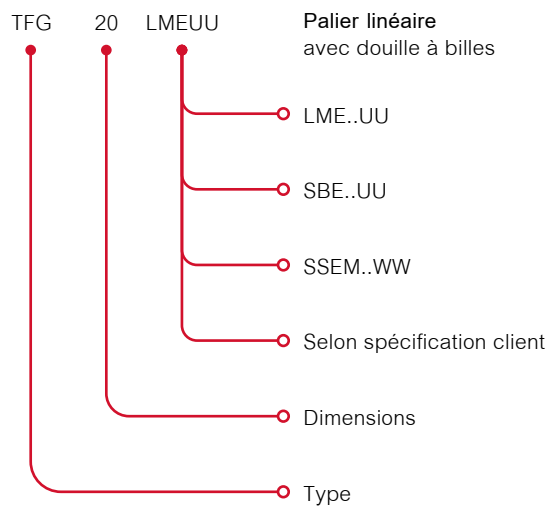 TFG 20 LMEUU
Palier linéaire
avec douille à billes
LME..UU
SBE..UU
SSEM..WW
Selon spécification client
Dimensions
Type